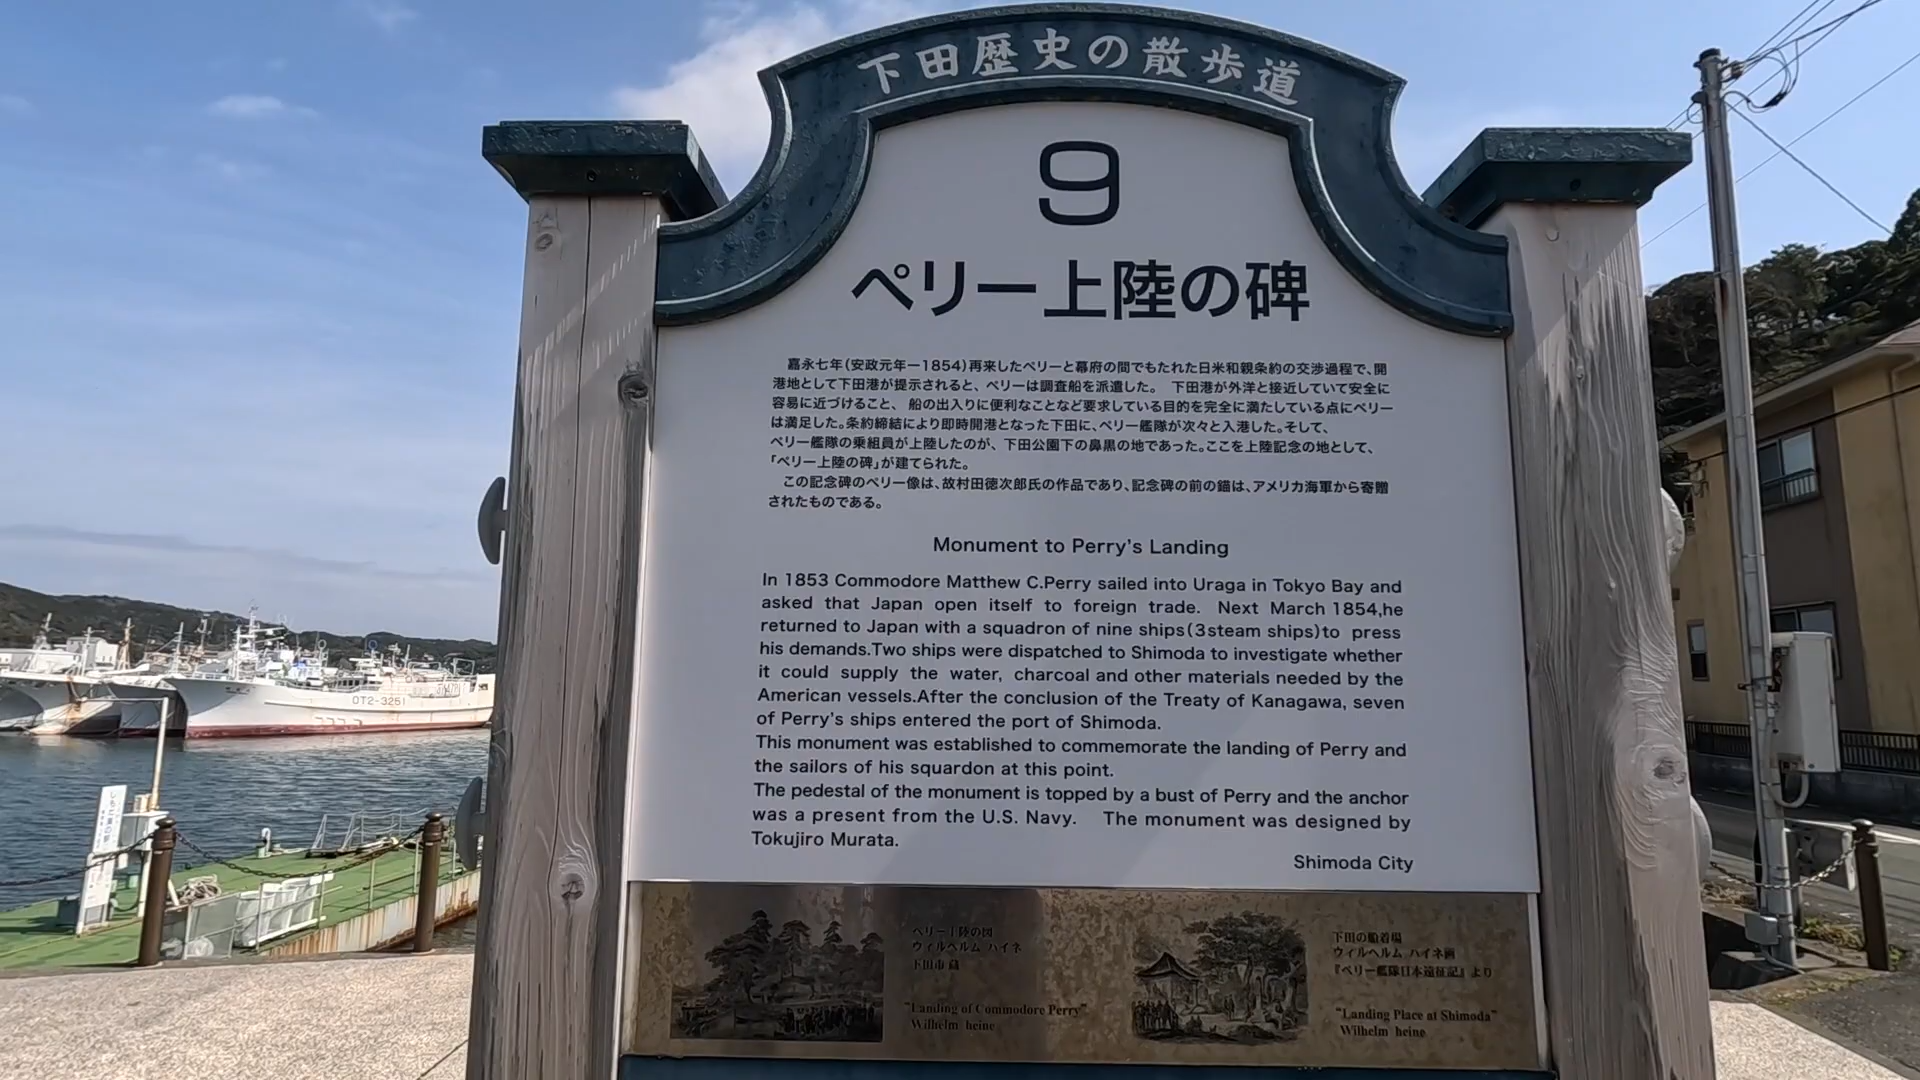 下田歴史の散歩道
9
ペリー上陸の碑
嘉永七年(安政元年ー1854)再来したペリーと幕府の間でもたれた日米和親条約の交渉過程で、開
港地として下田港が提示されると、ペリーは調査船を派遣した。 下田港が外洋と接近していて安全に
容易に近づけること、 船の出入りに便利なことなど要求している目的を完全に満たしている点にペリー
は満足した。条約締結により即時開港となった下田に、ペリー艦隊が次々と入港した。そして、
ペリー艦隊の乗組員が上陸したのが、下田公園下の鼻黒の地であった。ここを上陸記念の地として、
「ペリー上陸の碑」が建てられた。
この記念碑のペリー像は、故村田徳次郎氏の作品であり、記念碑の前の錨は、アメリカ海軍から寄贈
されたものである。
Monument to Perry's Landing
In 1853 Commodore Matthew C.Perry sailed into Uraga in Tokyo Bay and
asked that Japan open itself to foreign trade. Next March 1854,he
returned to Japan with a squadron of nine ships(3steam ships)to press
his demands.Two ships were dispatched to Shimoda to investigate whether
it could supply the water, charcoal and other materials needed by the
American vessels.After the conclusion of the Treaty of Kanagawa, seven
of Perry's ships entered the port of Shimoda.
This monument was established to commemorate the landing of Perry and
the sailors of his squardon at this point.
The pedestal of the monument is topped by a bust of Perry and the anchor
was a present from the U.S. Navy. The monument was designed by
Tokujiro Murata.
Shimoda City
ペリー上陸の図
ウィルヘルム ハイネ
下田市蔵
"Landing of Commodore Perry"
Wilhelm heine
下田の船着場
ウィルヘルム ハイネ画
『ペリー艦隊日本遠征記』より
"Landing Place at Shimoda"
Wilhelm heine
OT2-3251